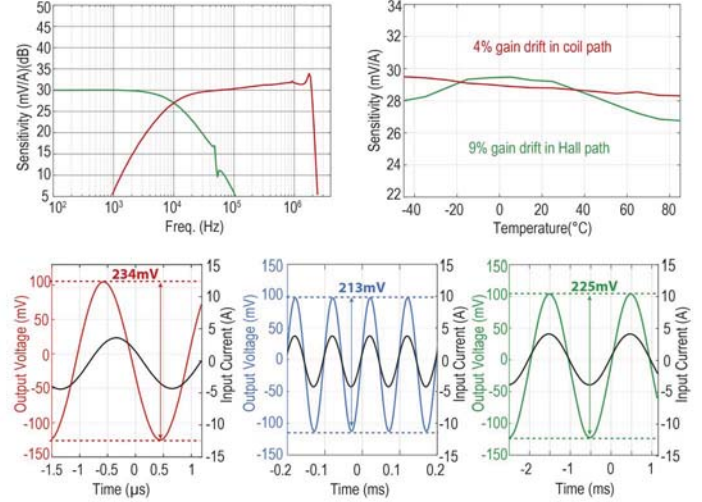 50
45
40
35
30
25
20
15
10
5
Sensitivity (mV/A)(dB)
10² 10³ 10⁴ 10⁵ 10⁶
Freq. (Hz)
34
32
30
28
26
24
22
Sensitivity (mV/A)
4% gain drift in coil path
9% gain drift in Hall path
-40 -20 0 20 40 60 80
Temperature(°C)
234mV
100
50
0
-50
-100
-150
Output Voltage (mV)
15
10
5
0
-5
-10
-15
Input Current (A)
-1.5 -1 -0.5 0 0.5 1
Time (µs)
213mV
150
100
50
0
-50
-100
-150
Output Voltage (mV)
15
10
5
0
-5
-10
-15
Input Current (A)
-0.2 -0.1 0 0.1 0.2
Time (ms)
225mV
150
100
50
0
-50
-100
-150
Output Voltage (mV)
15
10
5
0
-5
-10
-15
Input Current (A)
-2 -1 0 1
Time (ms)